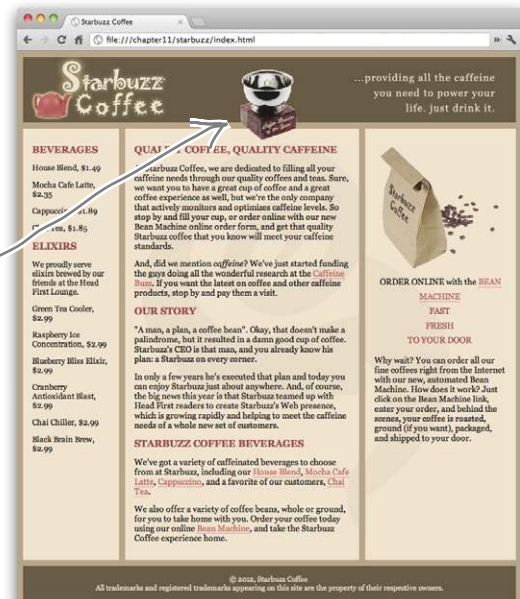 Starbuzz Coffee
file:///chapter11/starbuzz/index.html
Starbuzz
Coffee
...providing all the caffeine
you need to power your
life. just drink it.
BEVERAGES
House Blend, $1.49
Mocha Cafe Latte,
$2.35
Cappuccino, $1.89
Tea, $1.85
ELIXIRS
We proudly serve
elixirs brewed by our
friends at the Head
First Lounge.
Green Tea Cooler,
$2.99
Raspberry Ice
Concentration, $2.99
Blueberry Bliss Elixir,
$2.99
Cranberry
Antioxidant Blast,
$2.99
Chai Chiller, $2.99
Black Brain Brew,
$2.99
QUALITY COFFEE, QUALITY CAFFEINE
At Starbuzz Coffee, we are dedicated to filling all your
caffeine needs through our quality coffees and teas. Sure,
we want you to have a great cup of coffee and a great
coffee experience as well, but we're the only company
that actively monitors and optimizes caffeine levels. So
stop by and fill your cup, or order online with our new
Bean Machine online order form, and get that quality
Starbuzz coffee that you know will meet your caffeine
standards.
And, did we mention caffeine? We've just started funding
the guys doing all the wonderful research at the Caffeine
Buzz. If you want the latest on coffee and other caffeine
products, stop by and pay them a visit.
OUR STORY
"A man, a plan, a coffee bean". Okay, that doesn't make a
palindrome, but it resulted in a damn good cup of coffee.
Starbuzz's CEO is that man, and you already know his
plan: a Starbuzz on every corner.
In only a few years he's executed that plan and today you
can enjoy Starbuzz just about anywhere. And, of course,
the big news this year is that Starbuzz teamed up with
Head First readers to create Starbuzz's Web presence,
which is growing rapidly and helping to meet the caffeine
needs of a whole new set of customers.
STARBUZZ COFFEE BEVERAGES
We've got a variety of caffeinated beverages to choose
from at Starbuzz, including our House Blend, Mocha Cafe
Latte, Cappuccino, and a favorite of our customers, Chai
Tea.
We also offer a variety of coffee beans, whole or ground,
for you to take home with you. Order your coffee today
using our online Bean Machine, and take the Starbuzz
Coffee experience home.
Starbuzz
Coffee
ORDER ONLINE with the BEAN
MACHINE
FAST
FRESH
TO YOUR DOOR
Why wait? You can order all our
fine coffees right from the Internet
with our new, automated Bean
Machine. How does it work? Just
click on the Bean Machine link,
enter your order, and behind the
scenes, your coffee is roasted,
ground (if you want), packaged,
and shipped to your door.
© 2012, Starbuzz Coffee
All trademarks and registered trademarks appearing on this site are the property of their respective owners.